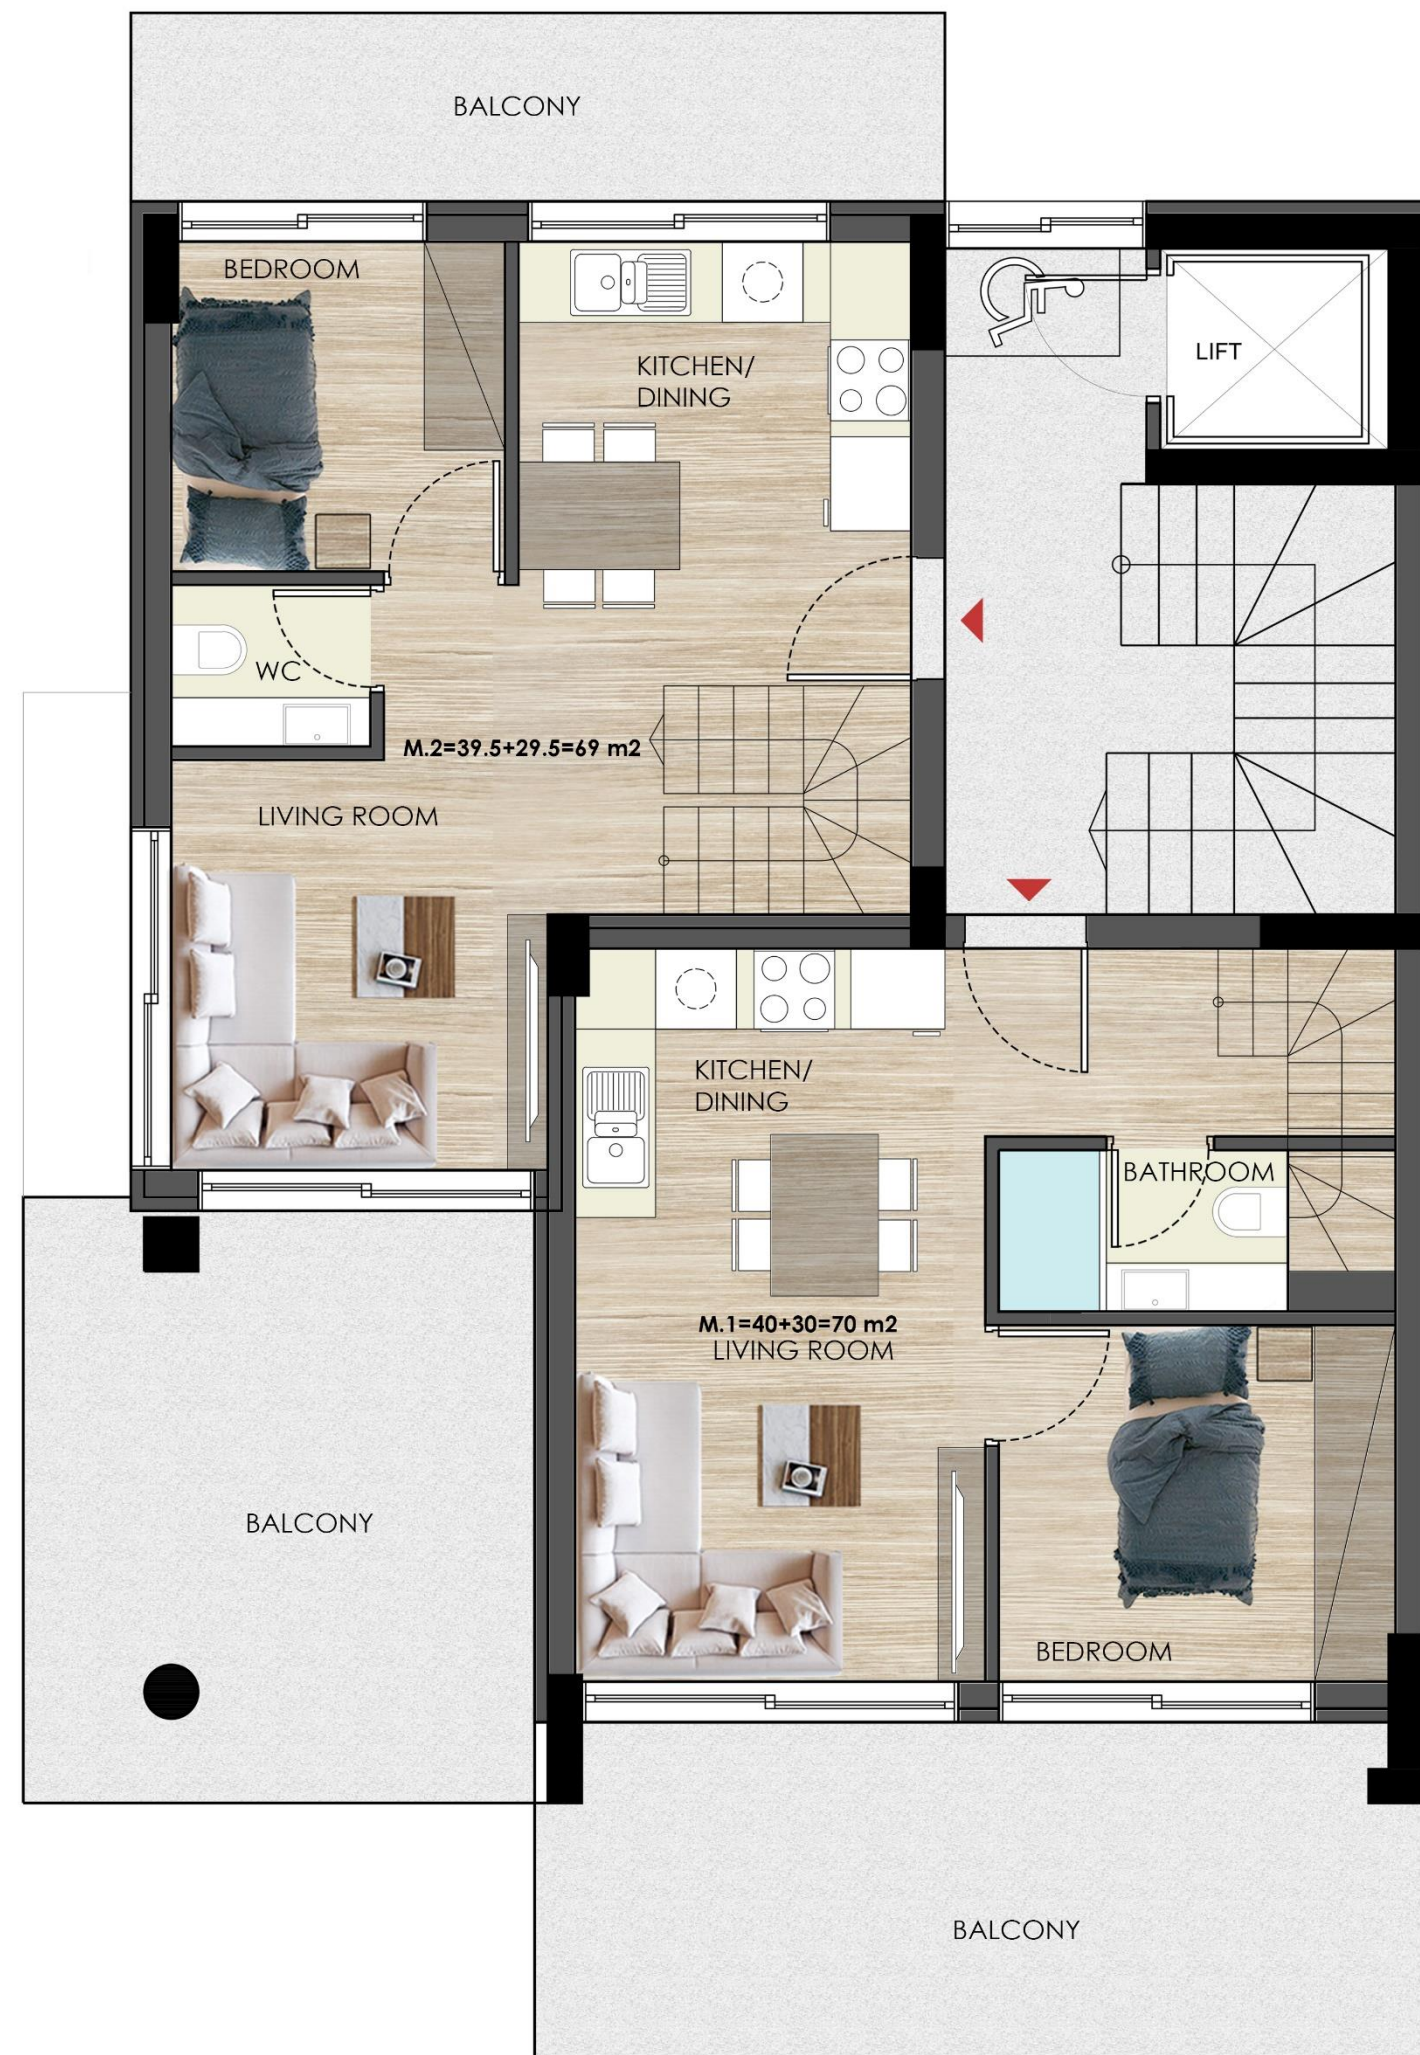 BALCONY
BEDROOM
KITCHEN/
DINING
LIFT
WC
M.2=39.5+29.5=69 m2
LIVING ROOM
KITCHEN/
DINING
BATHROOM
M.1=40+30=70 m2
LIVING ROOM
BALCONY
BEDROOM
BALCONY